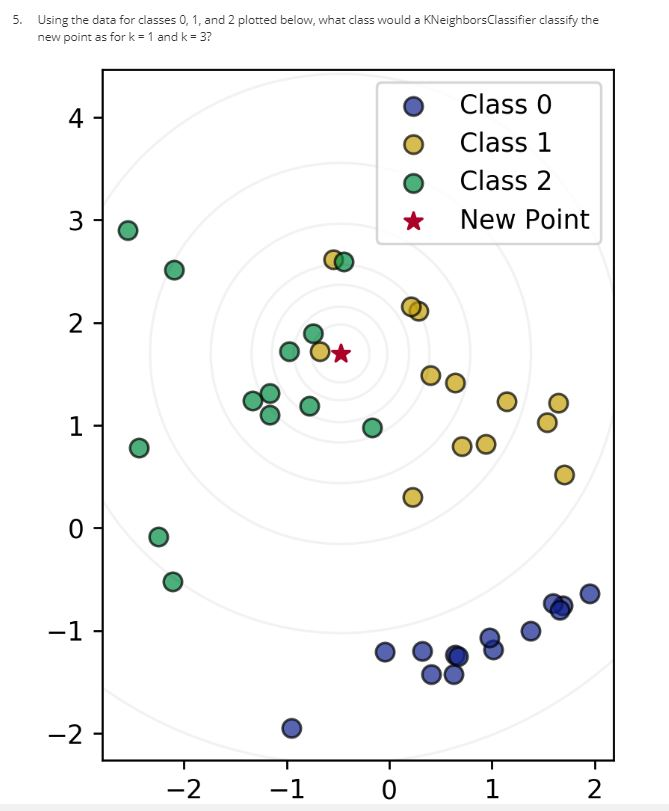 5. Using the data for classes 0, 1, and 2 plotted below, what class would a KNeighborsClassifier classify the
new point as for k = 1 and k = 3?
Class 0
Class 1
Class 2
New Point
4
3
2
1
0
−1
−2
−2 −1 0 1 2